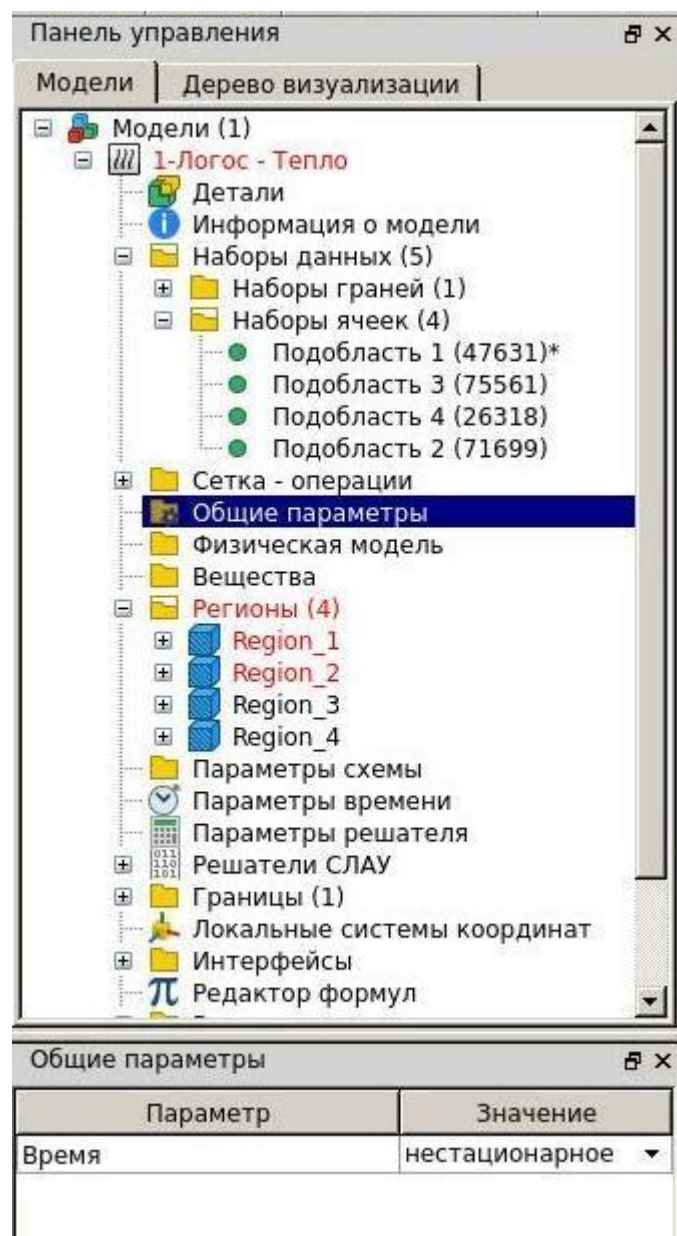 Панель управления
Модели Дерево визуализации
Модели (1)
1-Логос - Тепло
Детали
Информация о модели
Наборы данных (5)
Наборы граней (1)
Наборы ячеек (4)
Подобласть 1 (47631)*
Подобласть 3 (75561)
Подобласть 4 (26318)
Подобласть 2 (71699)
Сетка - операции
Общие параметры
Физическая модель
Вещества
Регионы (4)
Region_1
Region_2
Region_3
Region_4
Параметры схемы
Параметры времени
Параметры решателя
Решатели СЛАУ
Границы (1)
Локальные системы координат
Интерфейсы
Редактор формул
Общие параметры
Параметр Значение
Время нестационарное